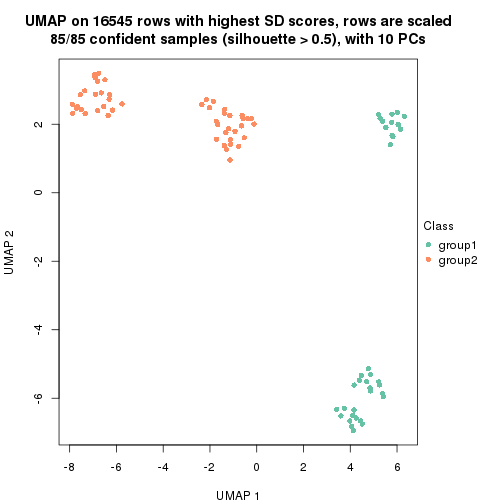 UMAP on 16545 rows with highest SD scores, rows are scaled
85/85 confident samples (silhouette > 0.5), with 10 PCs
2
0
-2
-4
-6
UMAP 2
-8
-6
-4
-2
0
2
4
6
UMAP 1
Class
group1
group2